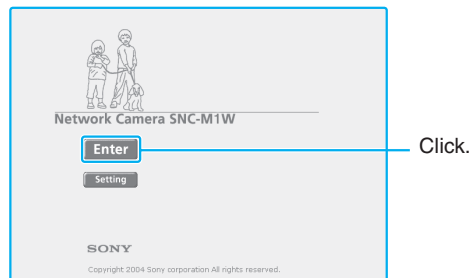 Network Camera SNC-M1W
Enter
Click.
Setting
SONY
Copyright 2004 Sony corporation All rights reserved.